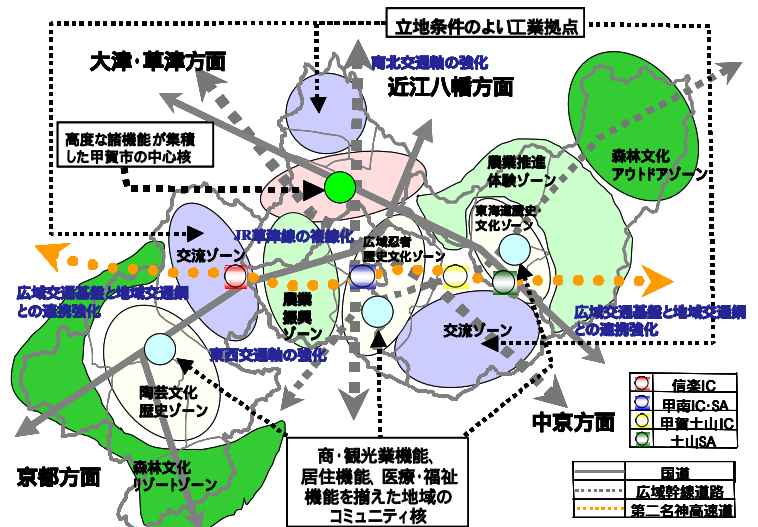 立地条件のよい工業拠点
大津・草津方面
南北交通軸の強化
近江八幡方面
高度な諸機能が集積
した甲賀市の中心核
農業推進
体験ゾーン
森林文化
アウトドアゾーン
東海道歴史・
文化ゾーン
JR草津線の複線化
広域忍者
歴史文化ゾーン
交流ゾーン
広域交通基盤と地域交通網
との連携強化
農業
振興
ゾーン
広域交通基盤と地域交通網
との連携強化
交流ゾーン
東西交通軸の強化
陶芸文化
歴史ゾーン
中京方面
信楽IC
甲南IC・SA
甲賀土山IC
土山SA
商・観光業機能、
居住機能、医療・福祉
機能を揃えた地域の
コミュニティ核
京都方面
森林文化
リゾートゾーン
国道
広域幹線道路
第二名神高速道